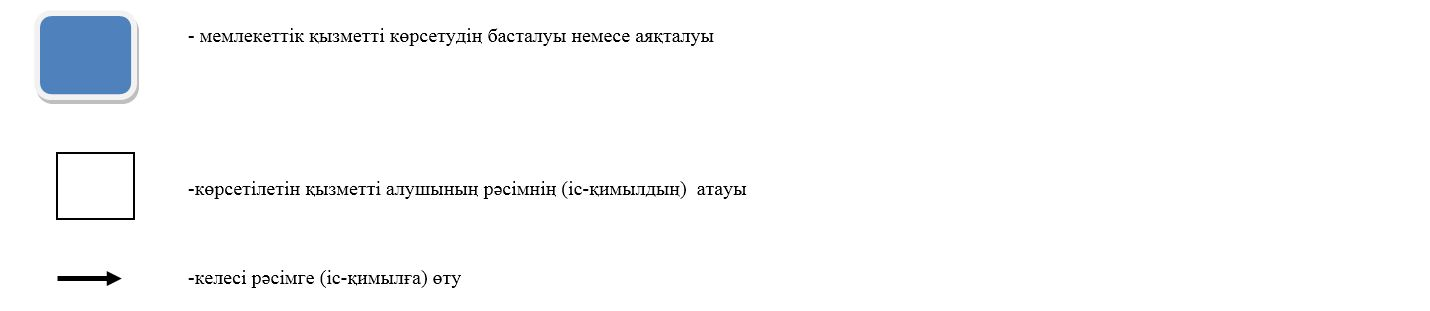 - мемлекеттік қызметті көрсетудің басталуы немесе аяқталуы
-көрсетілетін қызметті алушының рәсімнің (іс-қимылдың)  атауы
-келесі рәсімге (іс-қимылға) өту